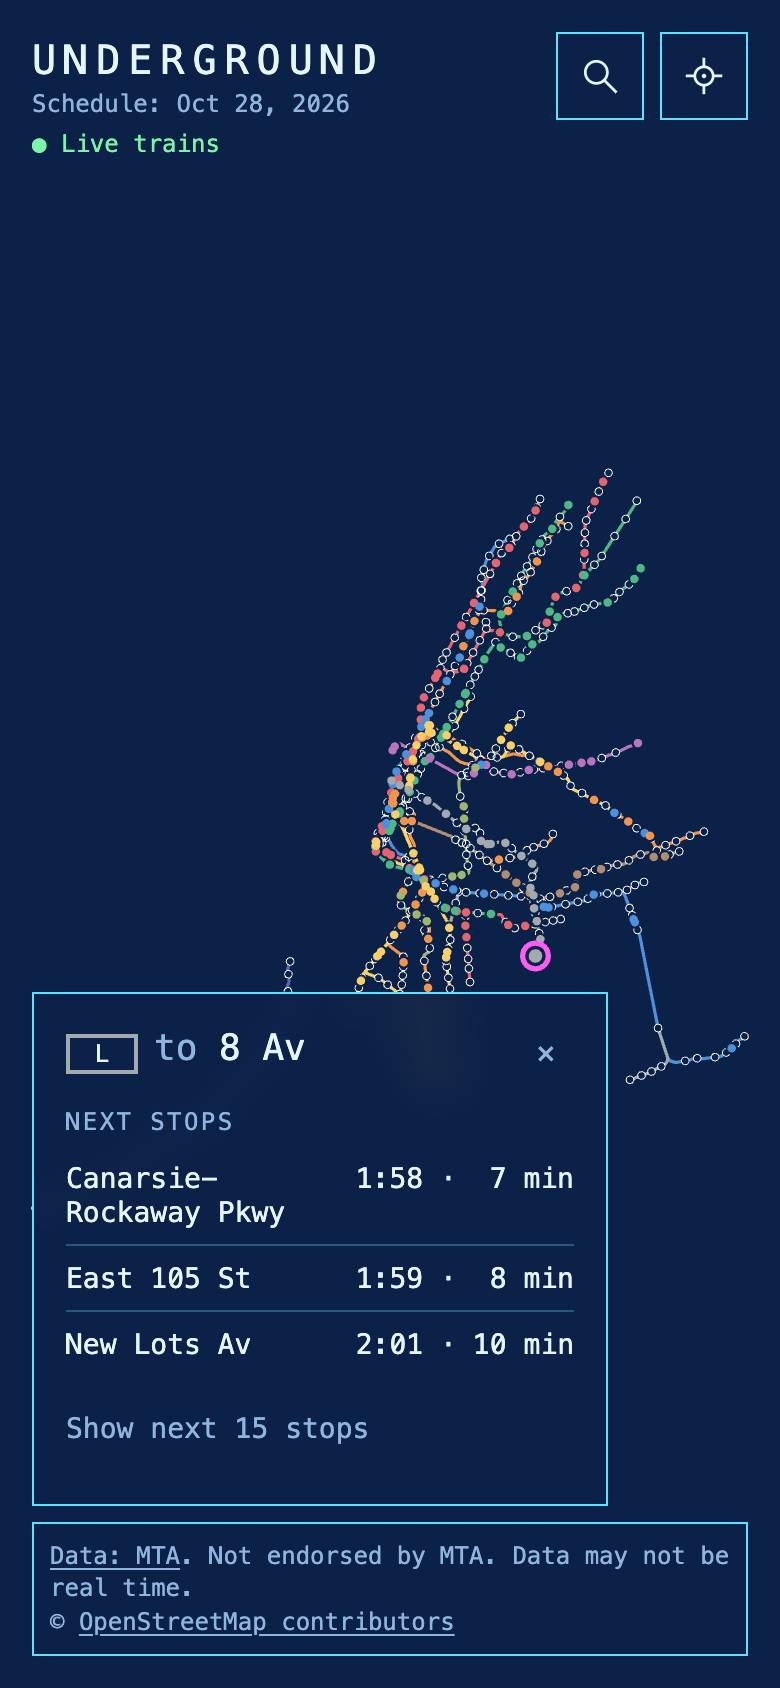 UNDERGROUND
Schedule: Oct 28, 2026
● Live trains
L to 8 Av ×
NEXT STOPS
Canarsie–
Rockaway Pkwy 1:58 · 7 min
East 105 St 1:59 · 8 min
New Lots Av 2:01 · 10 min
Show next 15 stops
Data: MTA. Not endorsed by MTA. Data may not be
real time.
© OpenStreetMap contributors